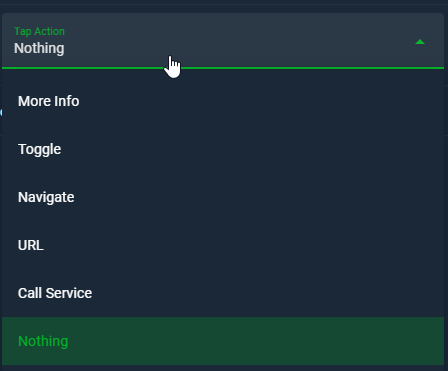 Tap Action
Nothing
More Info
Toggle
Navigate
URL
Call Service
Nothing